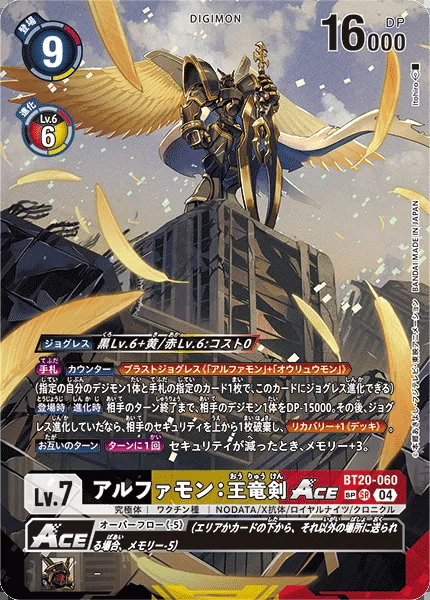 DIGIMON
登場
9
DP
16000
進化
Lv.6
6
Itohiro
BANDAI MADE IN JAPAN
ジョグレス 黒Lv.6+黄/赤Lv.6:コスト0
手札 カウンター ブラストジョグレス《「アルファモン」+「オウリュウモン」》
(指定の自分のデジモン1体と手札の指定のカード1枚で、このカードにジョグレス進化できる)
登場時 進化時 相手のターン終了まで、相手のデジモン1体をDP-15000。その後、ジョグ
レス進化していたなら、相手のセキュリティを上から1枚破棄し、リカバリー+1《デッキ》。
お互いのターン ターンに1回 セキュリティが減ったとき、メモリー+3。
Lv.7
アルファモン:王竜剣 ACE
BT20-060
SP SR 04
究極体 | ワクチン種 | NODATA/X抗体/ロイヤルナイツ/クロニクル
ACE
オーバーフロー《-5》 (エリアかカードの下から、それ以外の場所に送られ
る場合、メモリー-5)
-